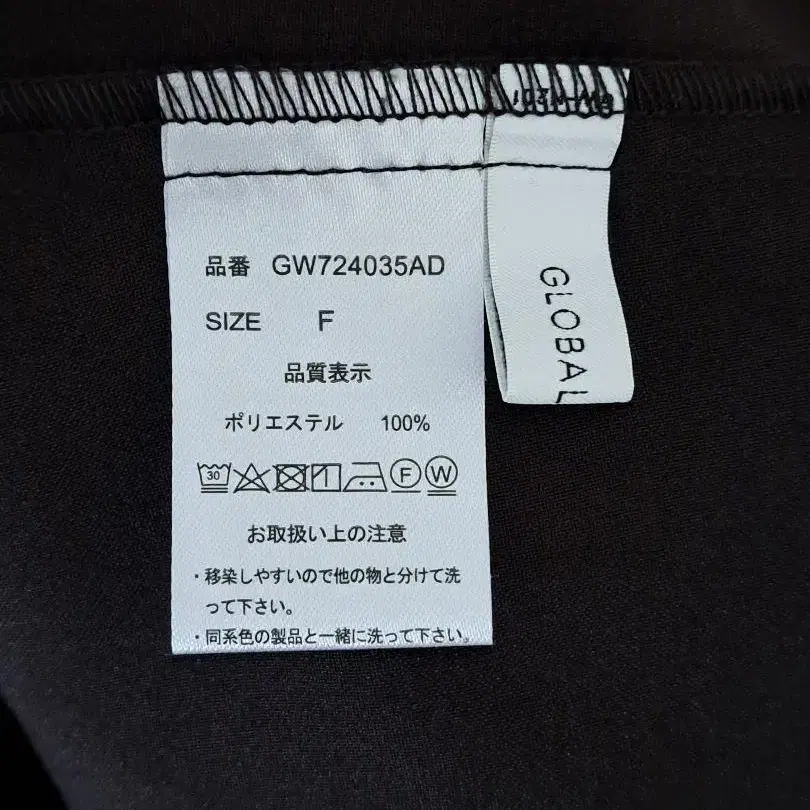 品番 GW724035AD
SIZE F
品質表示
ポリエステル 100%
30 F W
お取扱い上の注意
・移染しやすいので他の物と分けて洗
って下さい。
・同系色の製品と一緒に洗って下さい。
GLOBAL